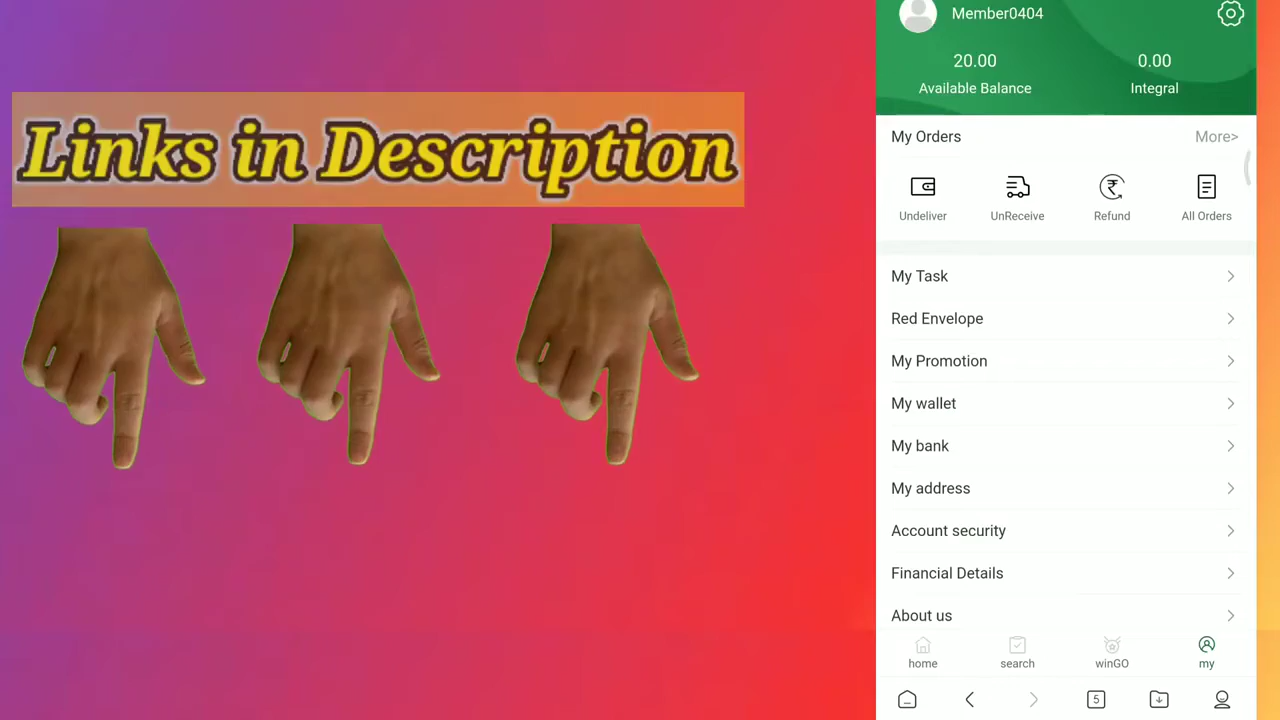 Links in Description
Member0404
20.00 0.00
Available Balance Integral
My Orders More>
Undeliver UnReceive Refund All Orders
My Task
Red Envelope
My Promotion
My wallet
My bank
My address
Account security
Financial Details
About us
home search winGO my
5